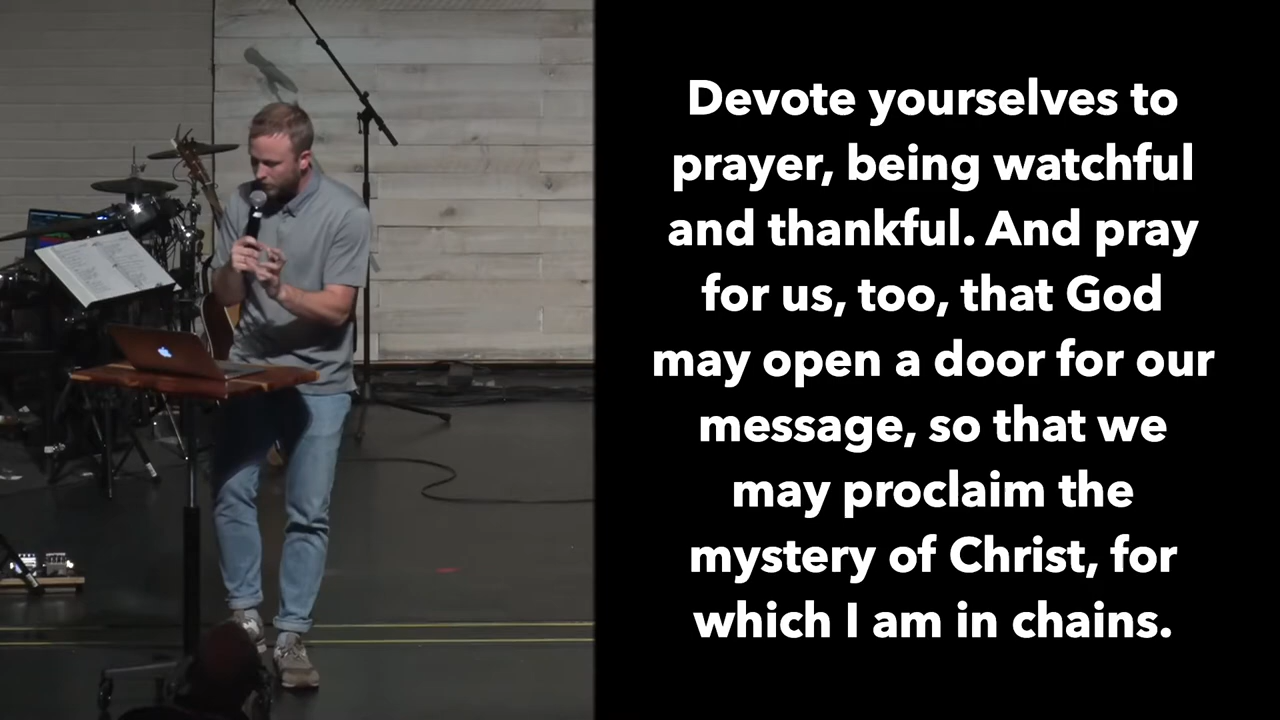 Devote yourselves to
prayer, being watchful
and thankful. And pray
for us, too, that God
may open a door for our
message, so that we
may proclaim the
mystery of Christ, for
which I am in chains.